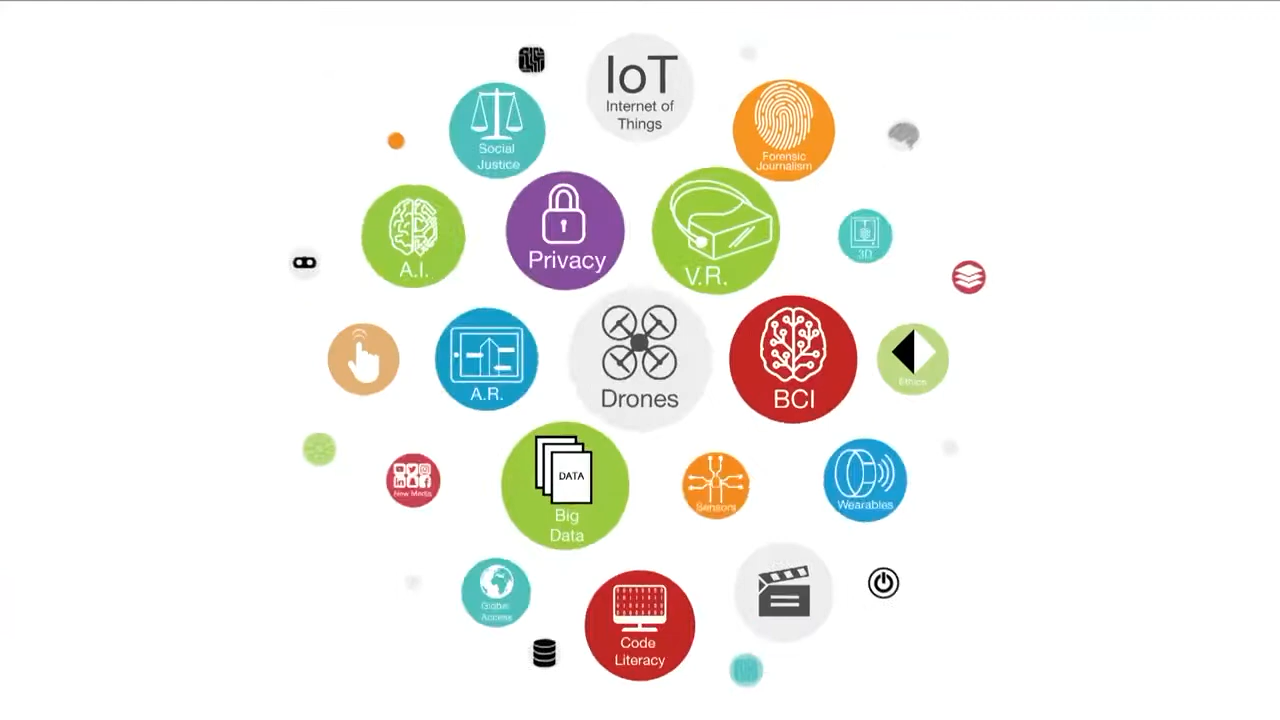 IoT
Internet of
Things
Social
Justice
Forensic
Journalism
A.I.
Privacy
V.R.
3D
A.R.
Drones
BCI
Ethics
New Media
DATA
Big
Data
Sensors
Wearables
Global
Access
Code
Literacy